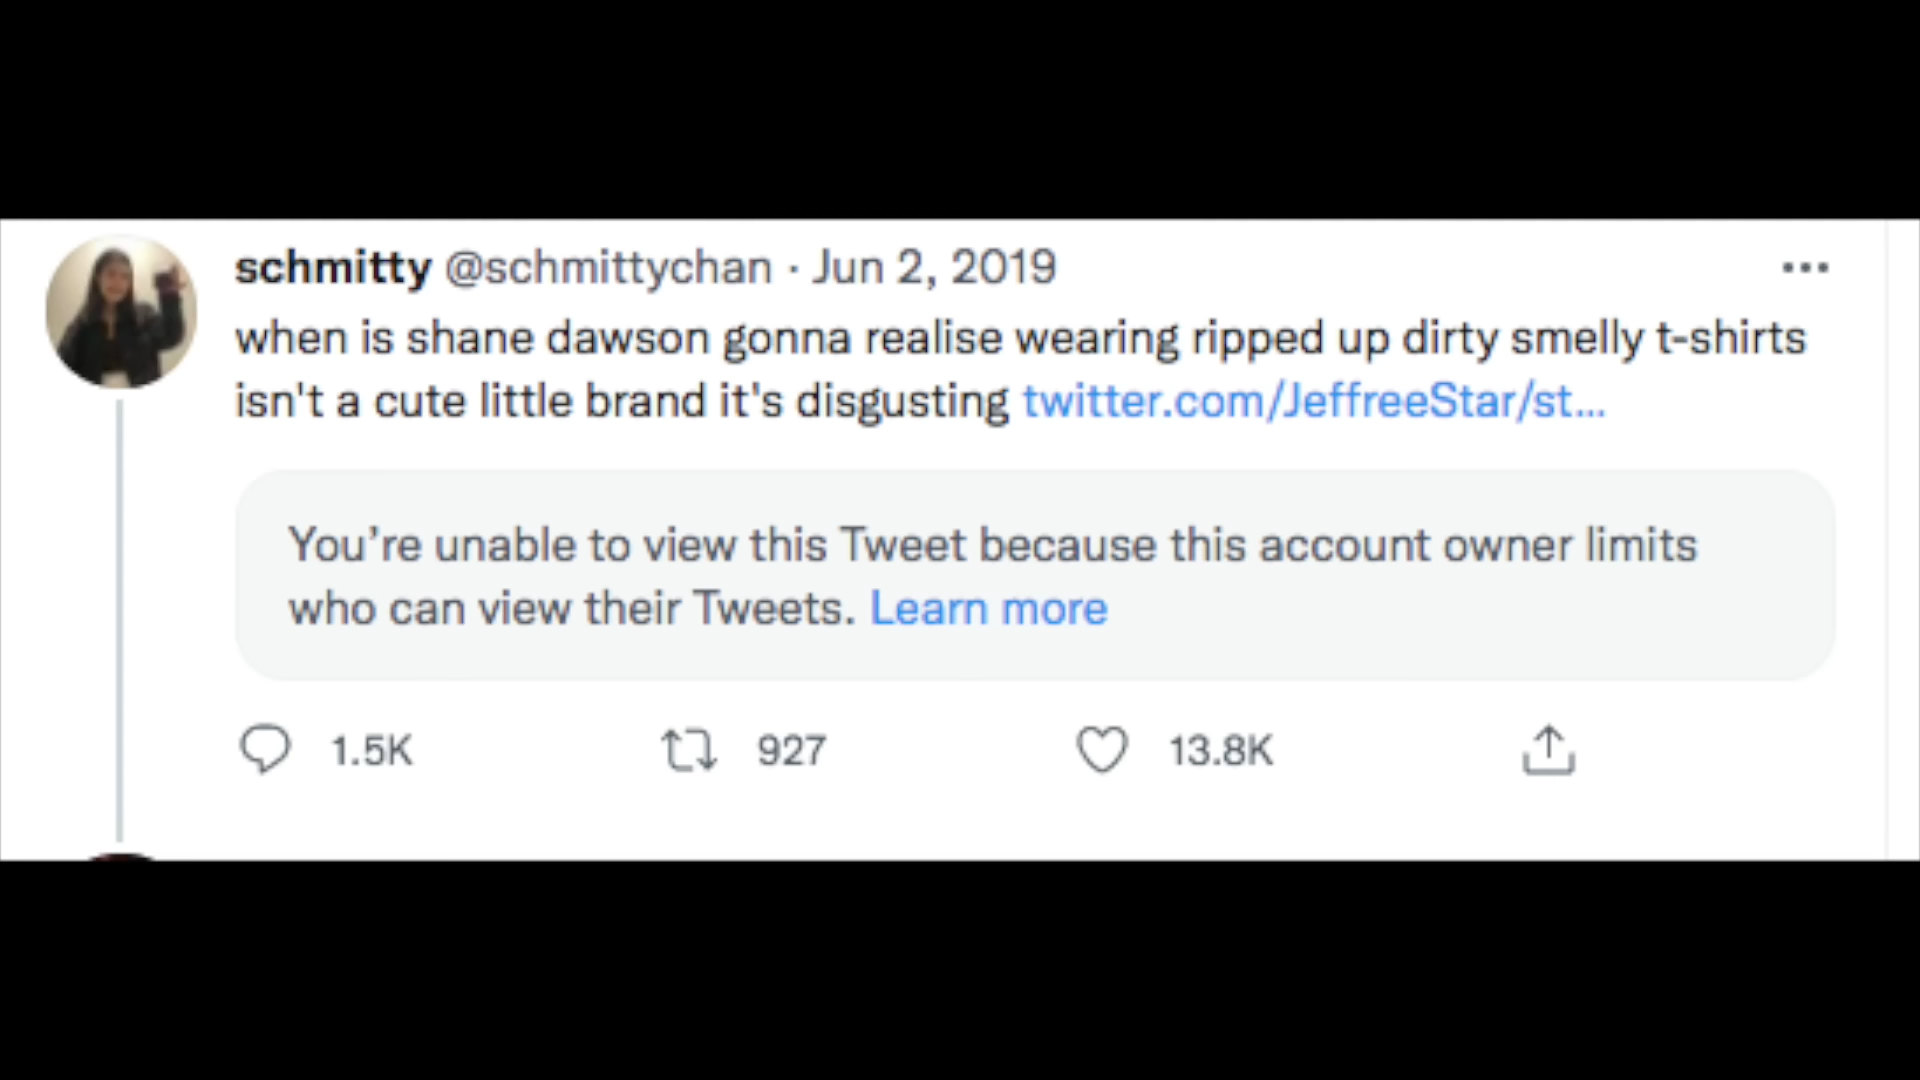 schmitty @schmittychan · Jun 2, 2019
when is shane dawson gonna realise wearing ripped up dirty smelly t-shirts
isn't a cute little brand it's disgusting twitter.com/JeffreeStar/st...
You're unable to view this Tweet because this account owner limits
who can view their Tweets. Learn more
1.5K 927 13.8K